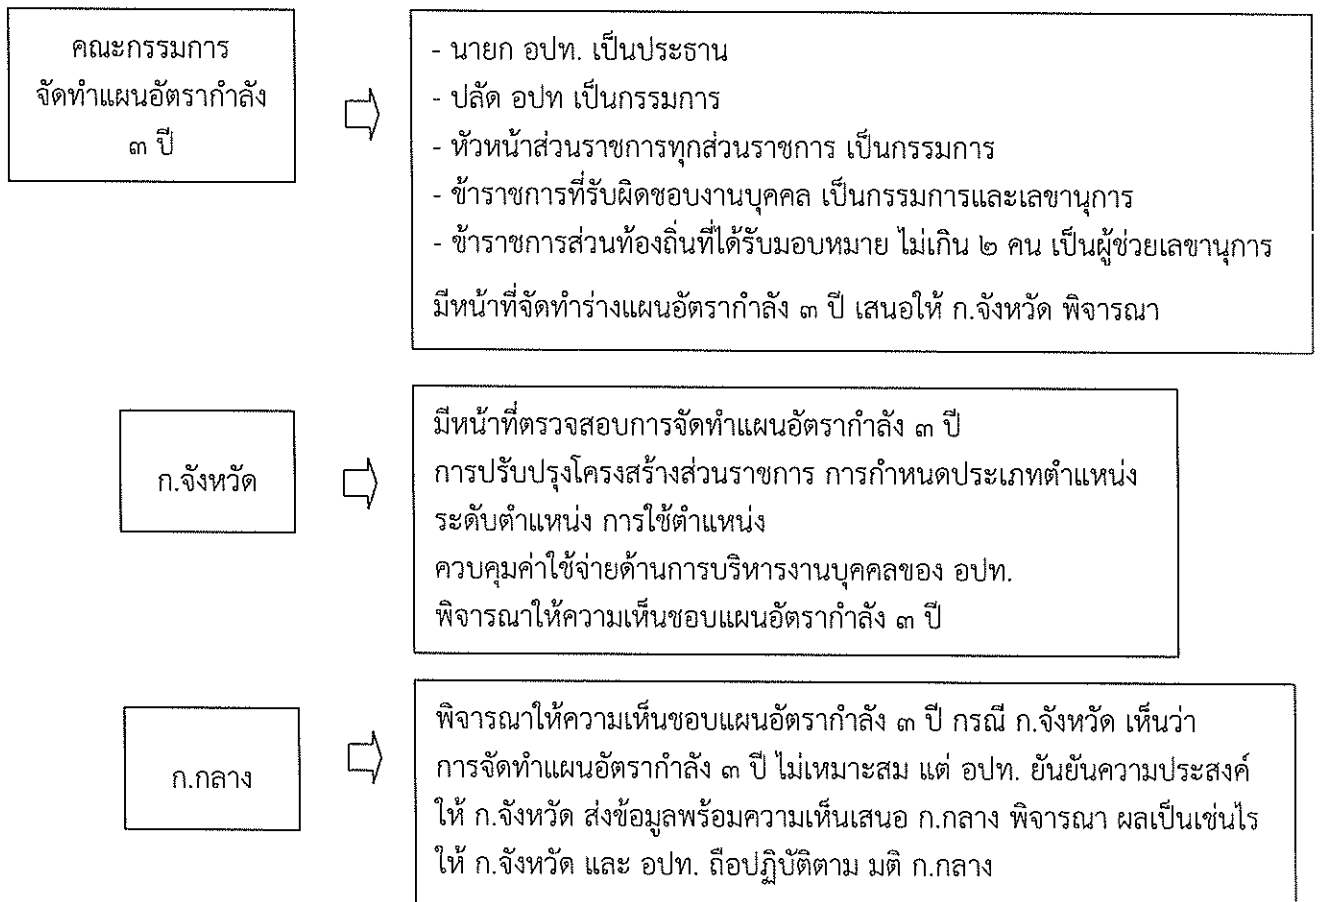 คณะกรรมการ
จัดทำแผนอัตรากำลัง
๓ ปี
- นายก อปท. เป็นประธาน
- ปลัด อปท เป็นกรรมการ
- หัวหน้าส่วนราชการทุกส่วนราชการ เป็นกรรมการ
- ข้าราชการที่รับผิดชอบงานบุคคล เป็นกรรมการและเลขานุการ
- ข้าราชการส่วนท้องถิ่นที่ได้รับมอบหมาย ไม่เกิน ๒ คน เป็นผู้ช่วยเลขานุการ
มีหน้าที่จัดทำร่างแผนอัตรากำลัง ๓ ปี เสนอให้ ก.จังหวัด พิจารณา
ก.จังหวัด
มีหน้าที่ตรวจสอบการจัดทำแผนอัตรากำลัง ๓ ปี
การปรับปรุงโครงสร้างส่วนราชการ การกำหนดประเภทตำแหน่ง
ระดับตำแหน่ง การใช้ตำแหน่ง
ควบคุมค่าใช้จ่ายด้านการบริหารงานบุคคลของ อปท.
พิจารณาให้ความเห็นชอบแผนอัตรากำลัง ๓ ปี
ก.กลาง
พิจารณาให้ความเห็นชอบแผนอัตรากำลัง ๓ ปี กรณี ก.จังหวัด เห็นว่า
การจัดทำแผนอัตรากำลัง ๓ ปี ไม่เหมาะสม แต่ อปท. ยันยันความประสงค์
ให้ ก.จังหวัด ส่งข้อมูลพร้อมความเห็นเสนอ ก.กลาง พิจารณา ผลเป็นเช่นไร
ให้ ก.จังหวัด และ อปท. ถือปฏิบัติตาม มติ ก.กลาง